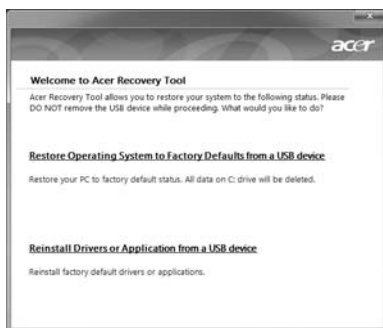 acer
Welcome to Acer Recovery Tool
Acer Recovery Tool allows you to restore your system to the following status. Please
DO NOT remove the USB device while proceeding. What would you like to do?
Restore Operating System to Factory Defaults from a USB device
Restore your PC to factory default status. All data on C: drive will be deleted.
Reinstall Drivers or Application from a USB device
Reinstall factory default drivers or applications.